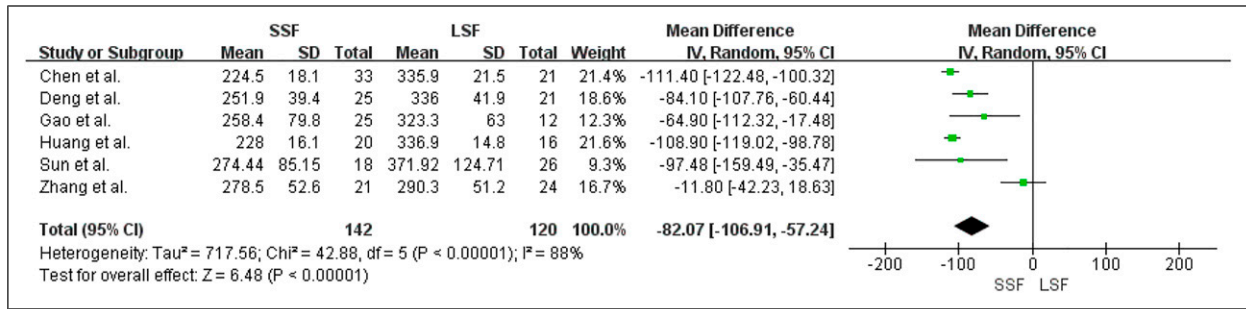 SSF LSF Mean Difference Mean Difference
Study or Subgroup Mean SD Total Mean SD Total Weight IV, Random, 95% CI IV, Random, 95% CI
Chen et al. 224.5 18.1 33 335.9 21.5 21 21.4% -111.40 [-122.48, -100.32]
Deng et al. 251.9 39.4 25 336 41.9 21 18.6% -84.10 [-107.76, -60.44]
Gao et al. 258.4 79.8 25 323.3 63 12 12.3% -64.90 [-112.32, -17.48]
Huang et al. 228 16.1 20 336.9 14.8 16 21.6% -108.90 [-119.02, -98.78]
Sun et al. 274.44 85.15 18 371.92 124.71 26 9.3% -97.48 [-159.49, -35.47]
Zhang et al. 278.5 52.6 21 290.3 51.2 24 16.7% -11.80 [-42.23, 18.63]
Total (95% CI) 142 120 100.0% -82.07 [-106.91, -57.24]
Heterogeneity: Tau² = 717.56; Chi² = 42.88, df = 5 (P < 0.00001); I² = 88%
Test for overall effect: Z = 6.48 (P < 0.00001)
-200 -100 0 100 200
SSF LSF